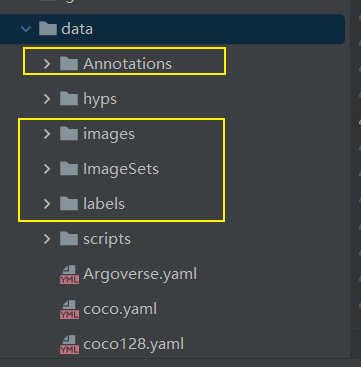 data
Annotations
hyps
images
ImageSets
labels
scripts
Argoverse.yaml
coco.yaml
coco128.yaml